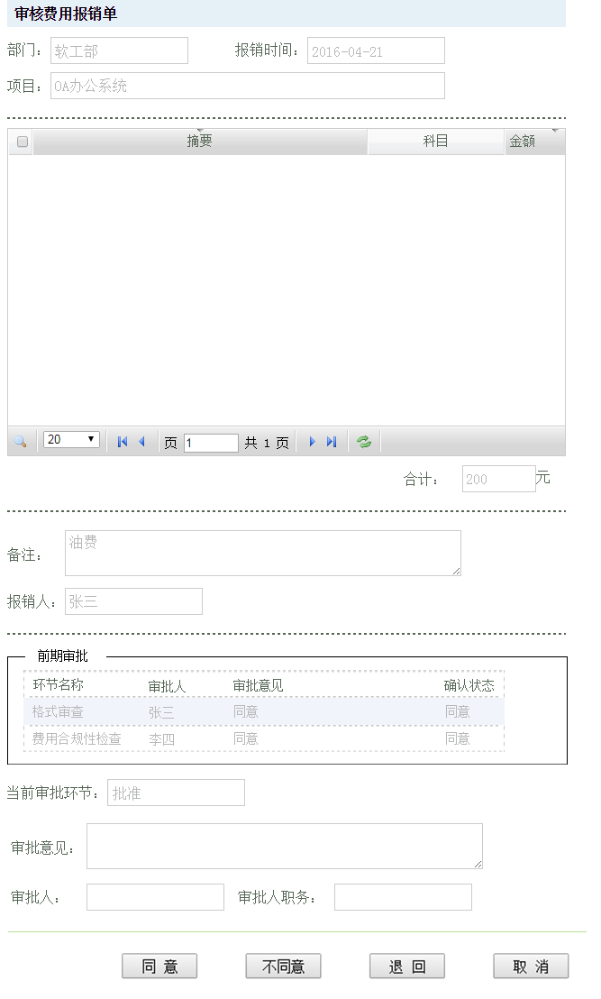 审核费用报销单
部门： 软工部 报销时间： 2016-04-21
项目： OA办公系统
摘要 科目 金额
20 页 1 共 1 页
合计： 200 元
备注： 油费
报销人： 张三
前期审批
环节名称 审批人 审批意见 确认状态
格式审查 张三 同意 同意
费用合规性检查 李四 同意 同意
当前审批环节： 批准
审批意见：
审批人： 审批人职务：
同 意 不同意 退 回 取 消